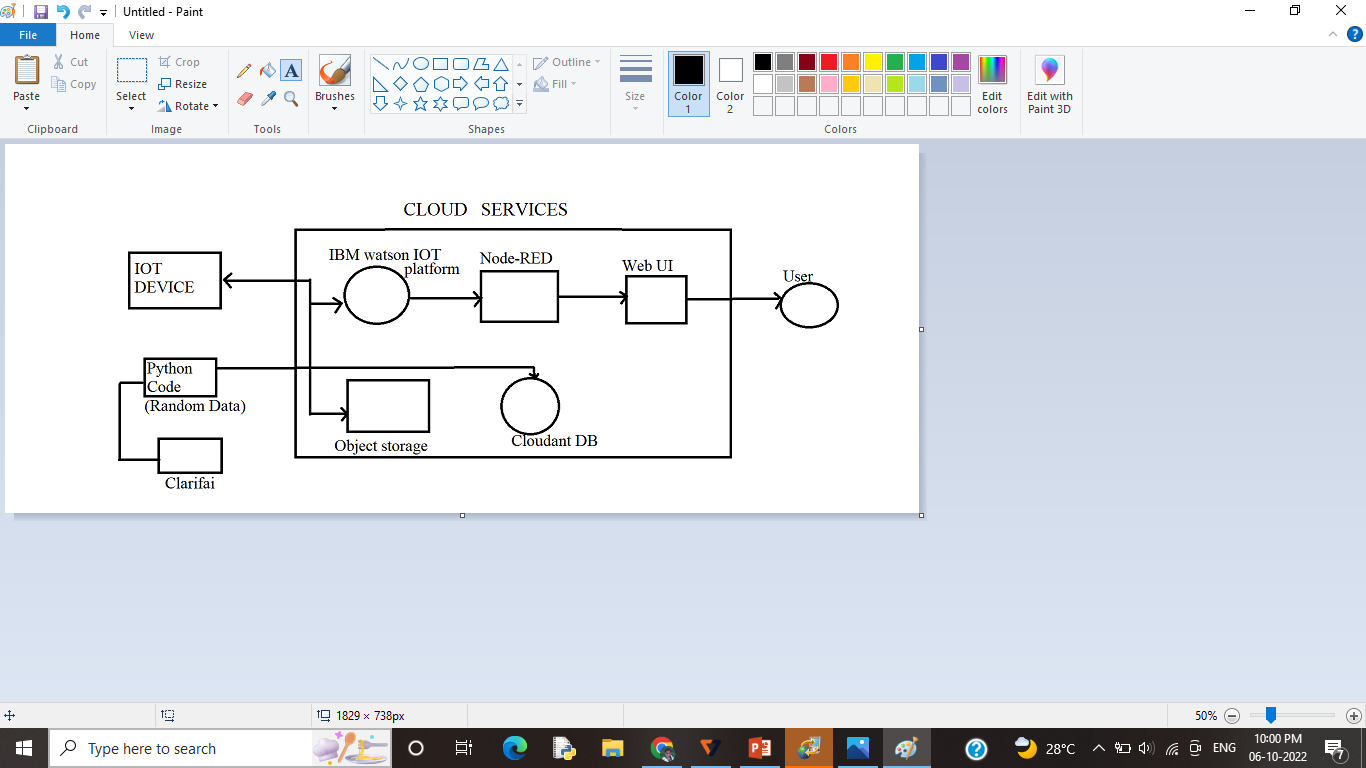 Untitled - Paint
File Home View
Paste
Cut
Copy
Clipboard
Select
Crop
Resize
Rotate
Image
A
Tools
Brushes
Shapes
Outline
Fill
Size
Color 1
Color 2
Colors
Edit colors
Edit with Paint 3D
CLOUD SERVICES
IOT
DEVICE
IBM watson IOT
platform
Node-RED
Web UI
User
Python
Code
(Random Data)
Clarifai
Object storage
Cloudant DB
1829 × 738px
50%
Type here to search
28°C
ENG
10:00 PM
06-10-2022
7